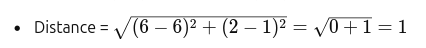 • Distance = √(6 − 6)² + (2 − 1)² = √0 + 1 = 1